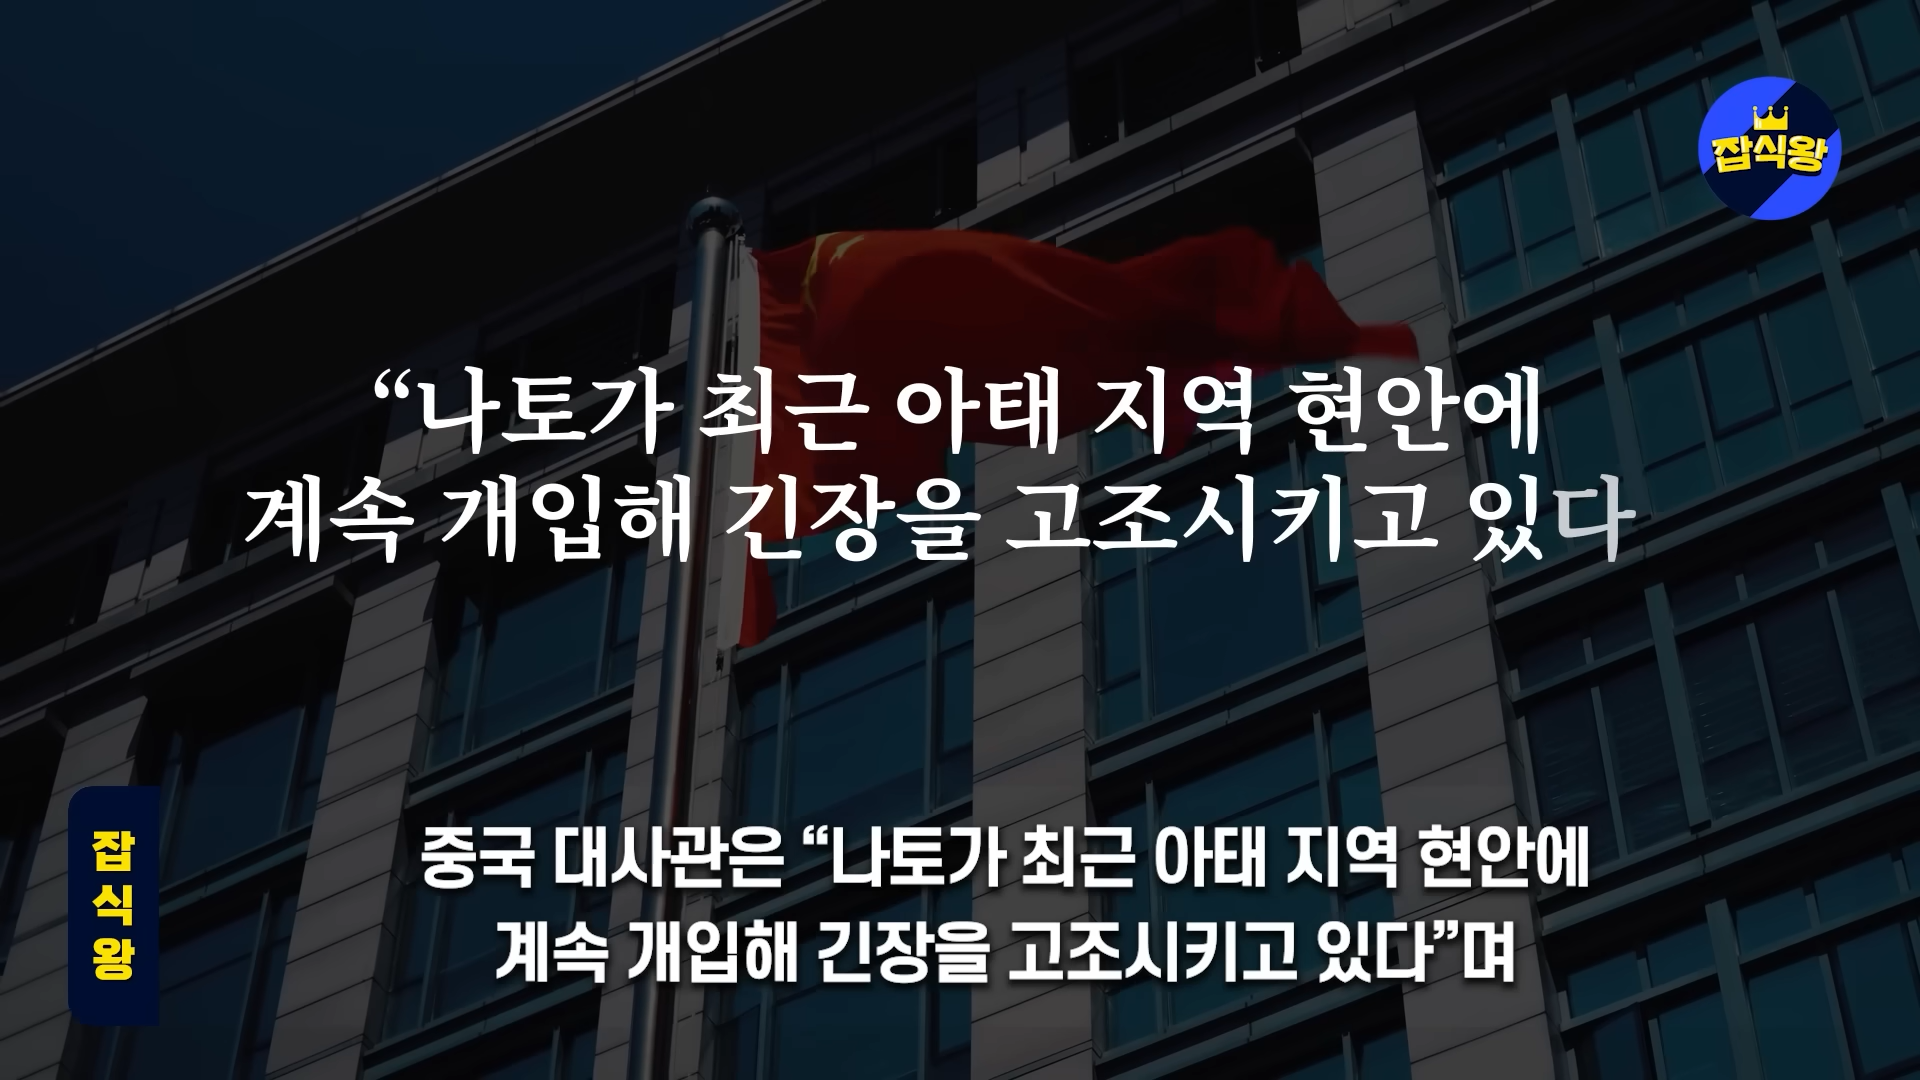 잡식왕
“나토가 최근 아태 지역 현안에
계속 개입해 긴장을 고조시키고 있다
잡식왕
중국 대사관은 “나토가 최근 아태 지역 현안에
계속 개입해 긴장을 고조시키고 있다”며